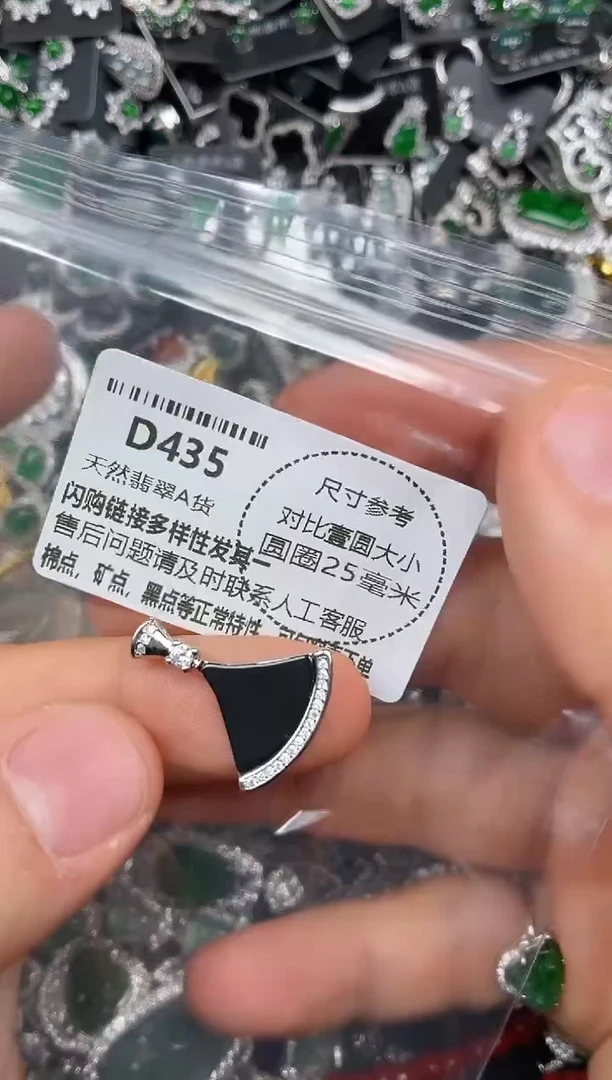 D435
天然翡翠A货
闪购链接多样性发其一
售后问题请及时联系人工客服
棉点，矿点，黑点等正常特性
单
尺寸参考
对比壹圆大小
圆圈25毫米